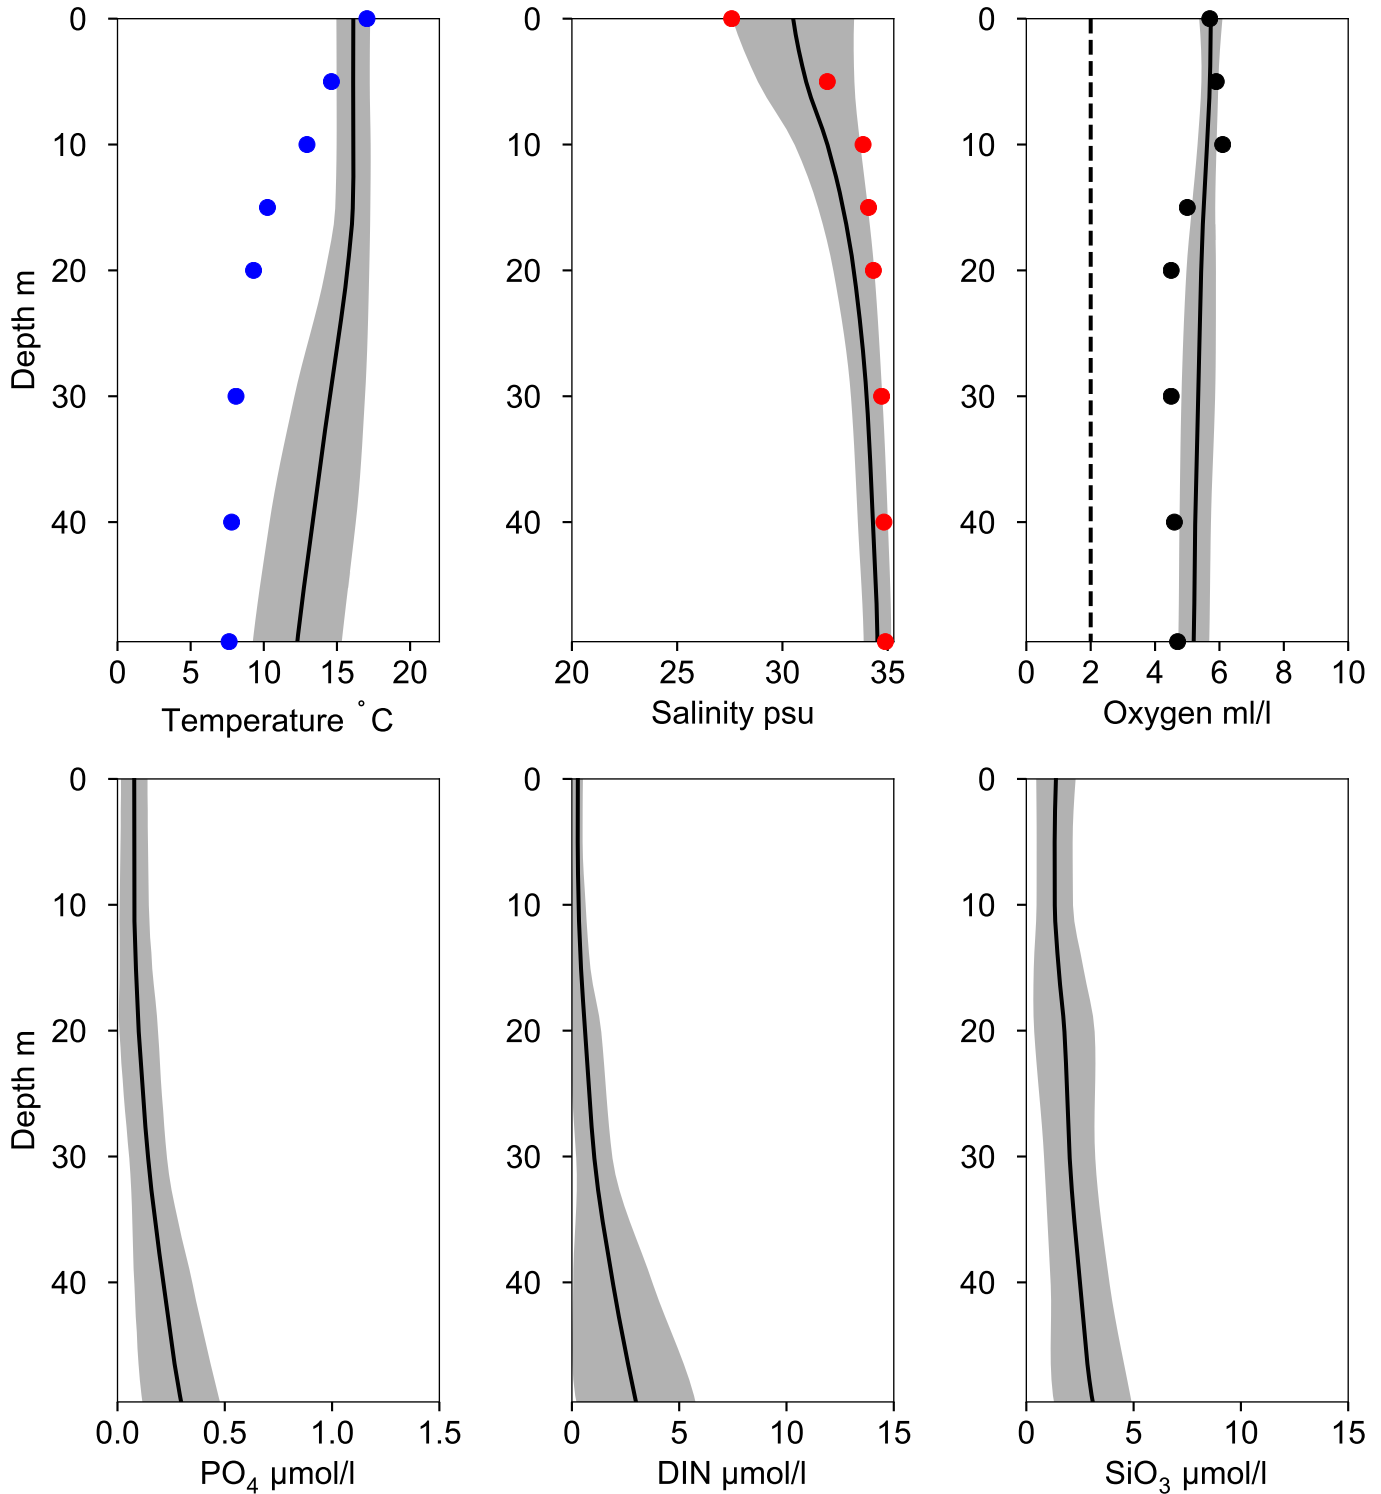 0
10
20
30
40
Depth m
0 5 10 15 20
Temperature °C
0
10
20
30
40
20 25 30 35
Salinity psu
0
10
20
30
40
0 2 4 6 8 10
Oxygen ml/l
0
10
20
30
40
Depth m
0.0 0.5 1.0 1.5
PO4 µmol/l
0
10
20
30
40
0 5 10 15
DIN µmol/l
0
10
20
30
40
0 5 10 15
SiO3 µmol/l